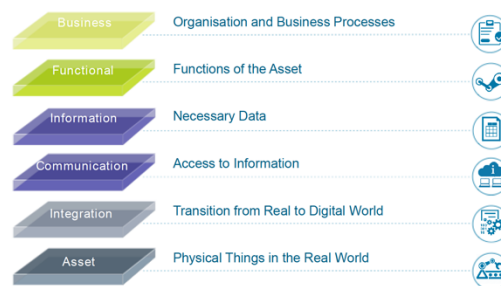 Business
Organisation and Business Processes
Functional
Functions of the Asset
Information
Necessary Data
Communication
Access to Information
Integration
Transition from Real to Digital World
Asset
Physical Things in the Real World